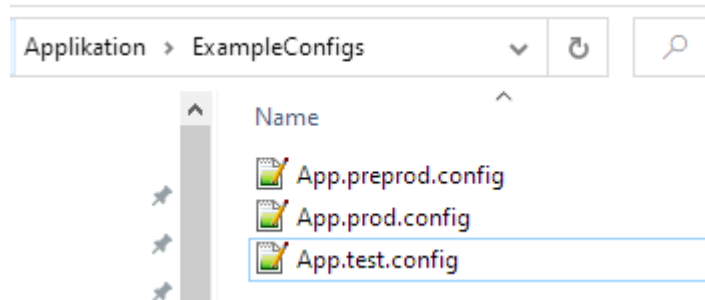 Applikation > ExampleConfigs
Name
App.preprod.config
App.prod.config
App.test.config